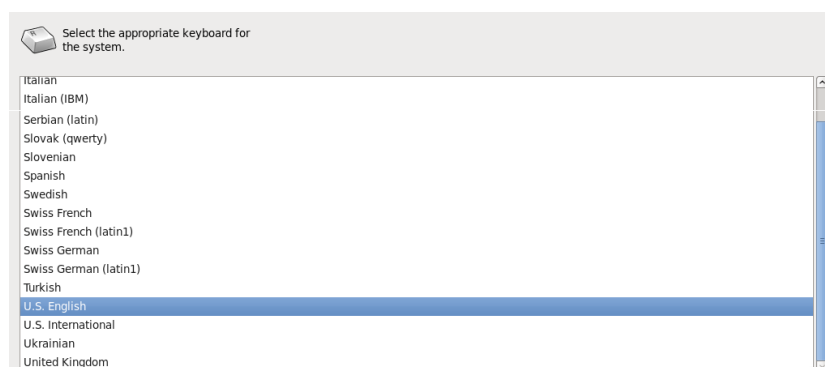 Select the appropriate keyboard for
the system.
Italian
Italian (IBM)
Serbian (latin)
Slovak (qwerty)
Slovenian
Spanish
Swedish
Swiss French
Swiss French (latin1)
Swiss German
Swiss German (latin1)
Turkish
U.S. English
U.S. International
Ukrainian
United Kingdom